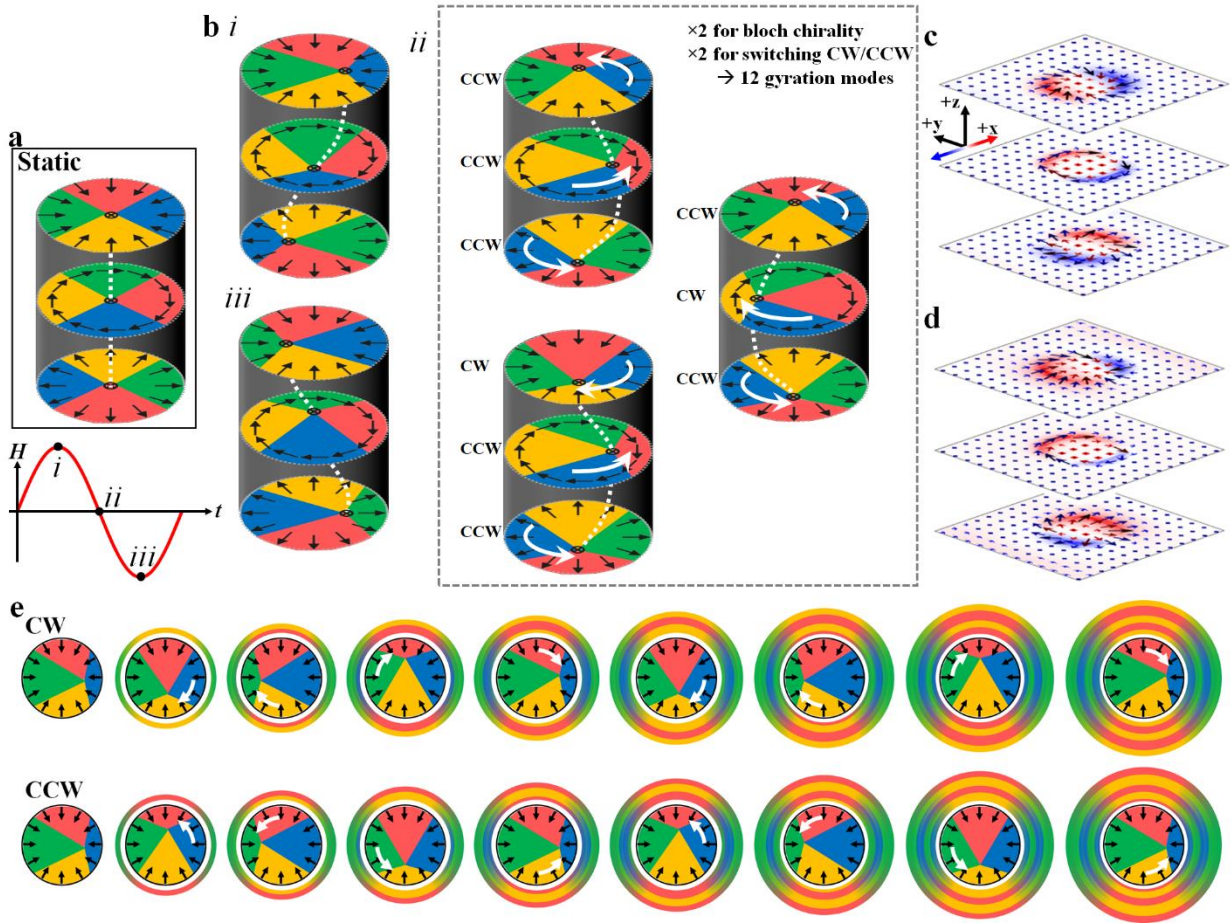 a
Static
H
i
ii
iii
t
b
i
iii
ii
×2 for bloch chirality
×2 for switching CW/CCW
→ 12 gyration modes
CCW
CCW
CCW
CW
CCW
CCW
CCW
CW
CCW
c
+z
+y
+x
d
e
CW
CCW